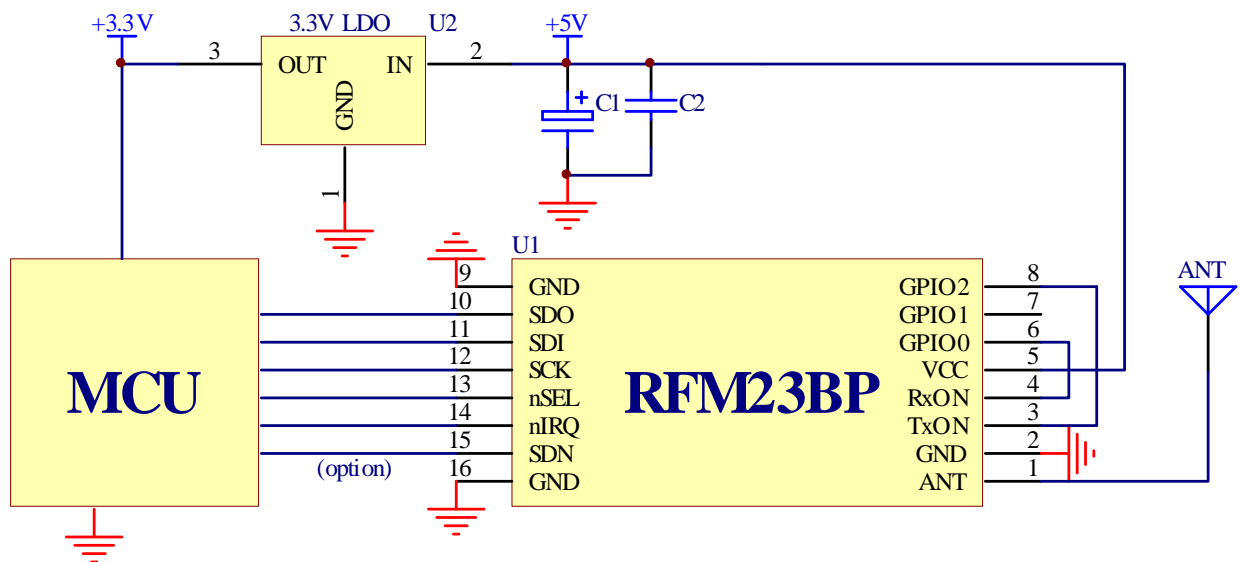 +3.3V
3.3V LDO
U2
+5V
3
OUT
IN
2
GND
1
+
C1
C2
U1
ANT
MCU
RFM23BP
9
GND
10
SDO
11
SDI
12
SCK
13
nSEL
14
nIRQ
15
SDN
(option)
16
GND
GPIO2
8
GPIO1
7
GPIO0
6
VCC
5
RxON
4
TxON
3
GND
2
ANT
1